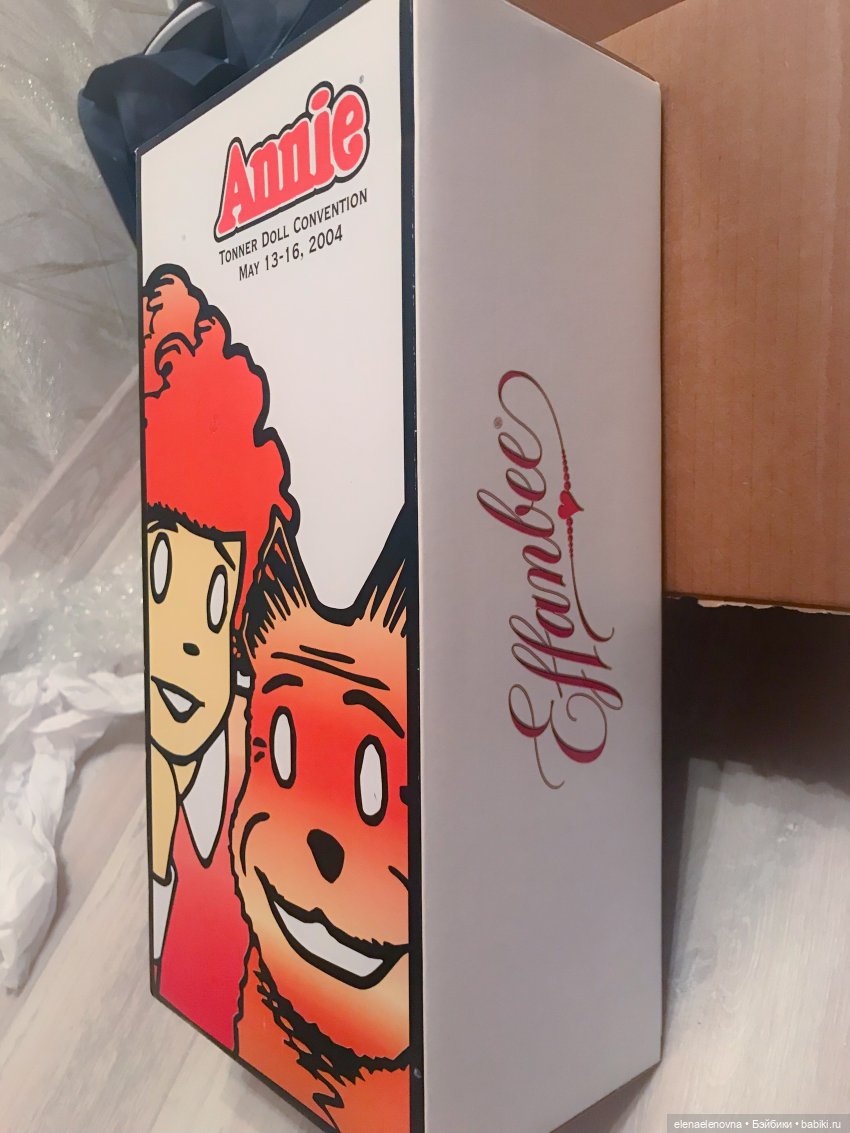 Annie®
TONNER DOLL CONVENTION
MAY 13-16, 2004
Effanbee®
elenaelenovna • Бэйбики • babiki.ru